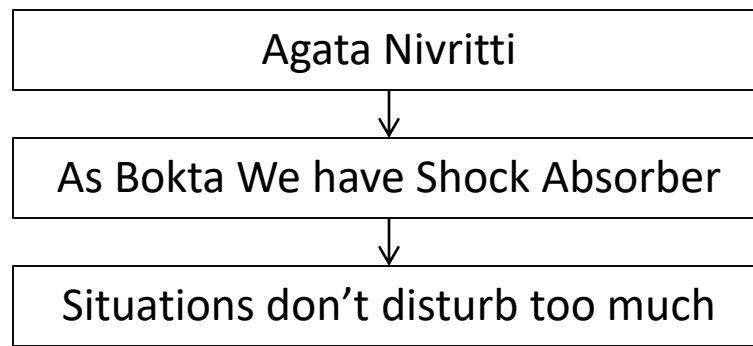 Agata Nivritti
As Bokta We have Shock Absorber
Situations don’t disturb too much